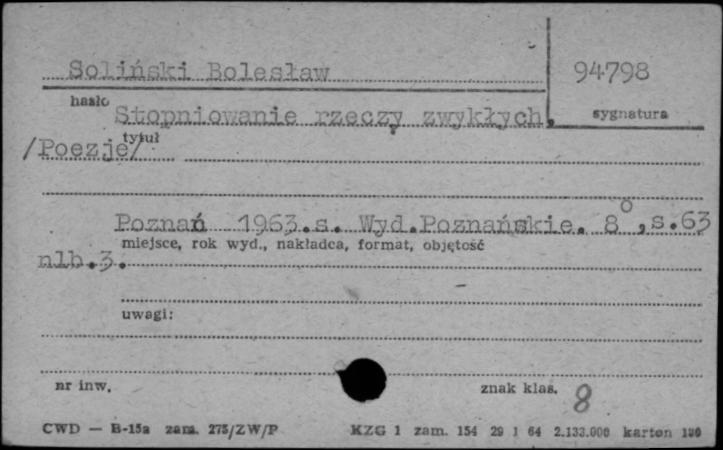 Soliński Bolesław
94798
hasło
sygnatura
Stopniowanie rzeczy zwykłych,
tytuł
/Poezje/
Poznań 1963.s. Wyd.Poznańskie. 8°,s.63
miejsce, rok wyd., nakładca, format, objętość
nlb.3.
uwagi:
nr inw.
znak klas. 8
CWD — B-15a zam. 275/ZW/P
KZG 1 zam. 154 29 1 64 2.133.000 karton